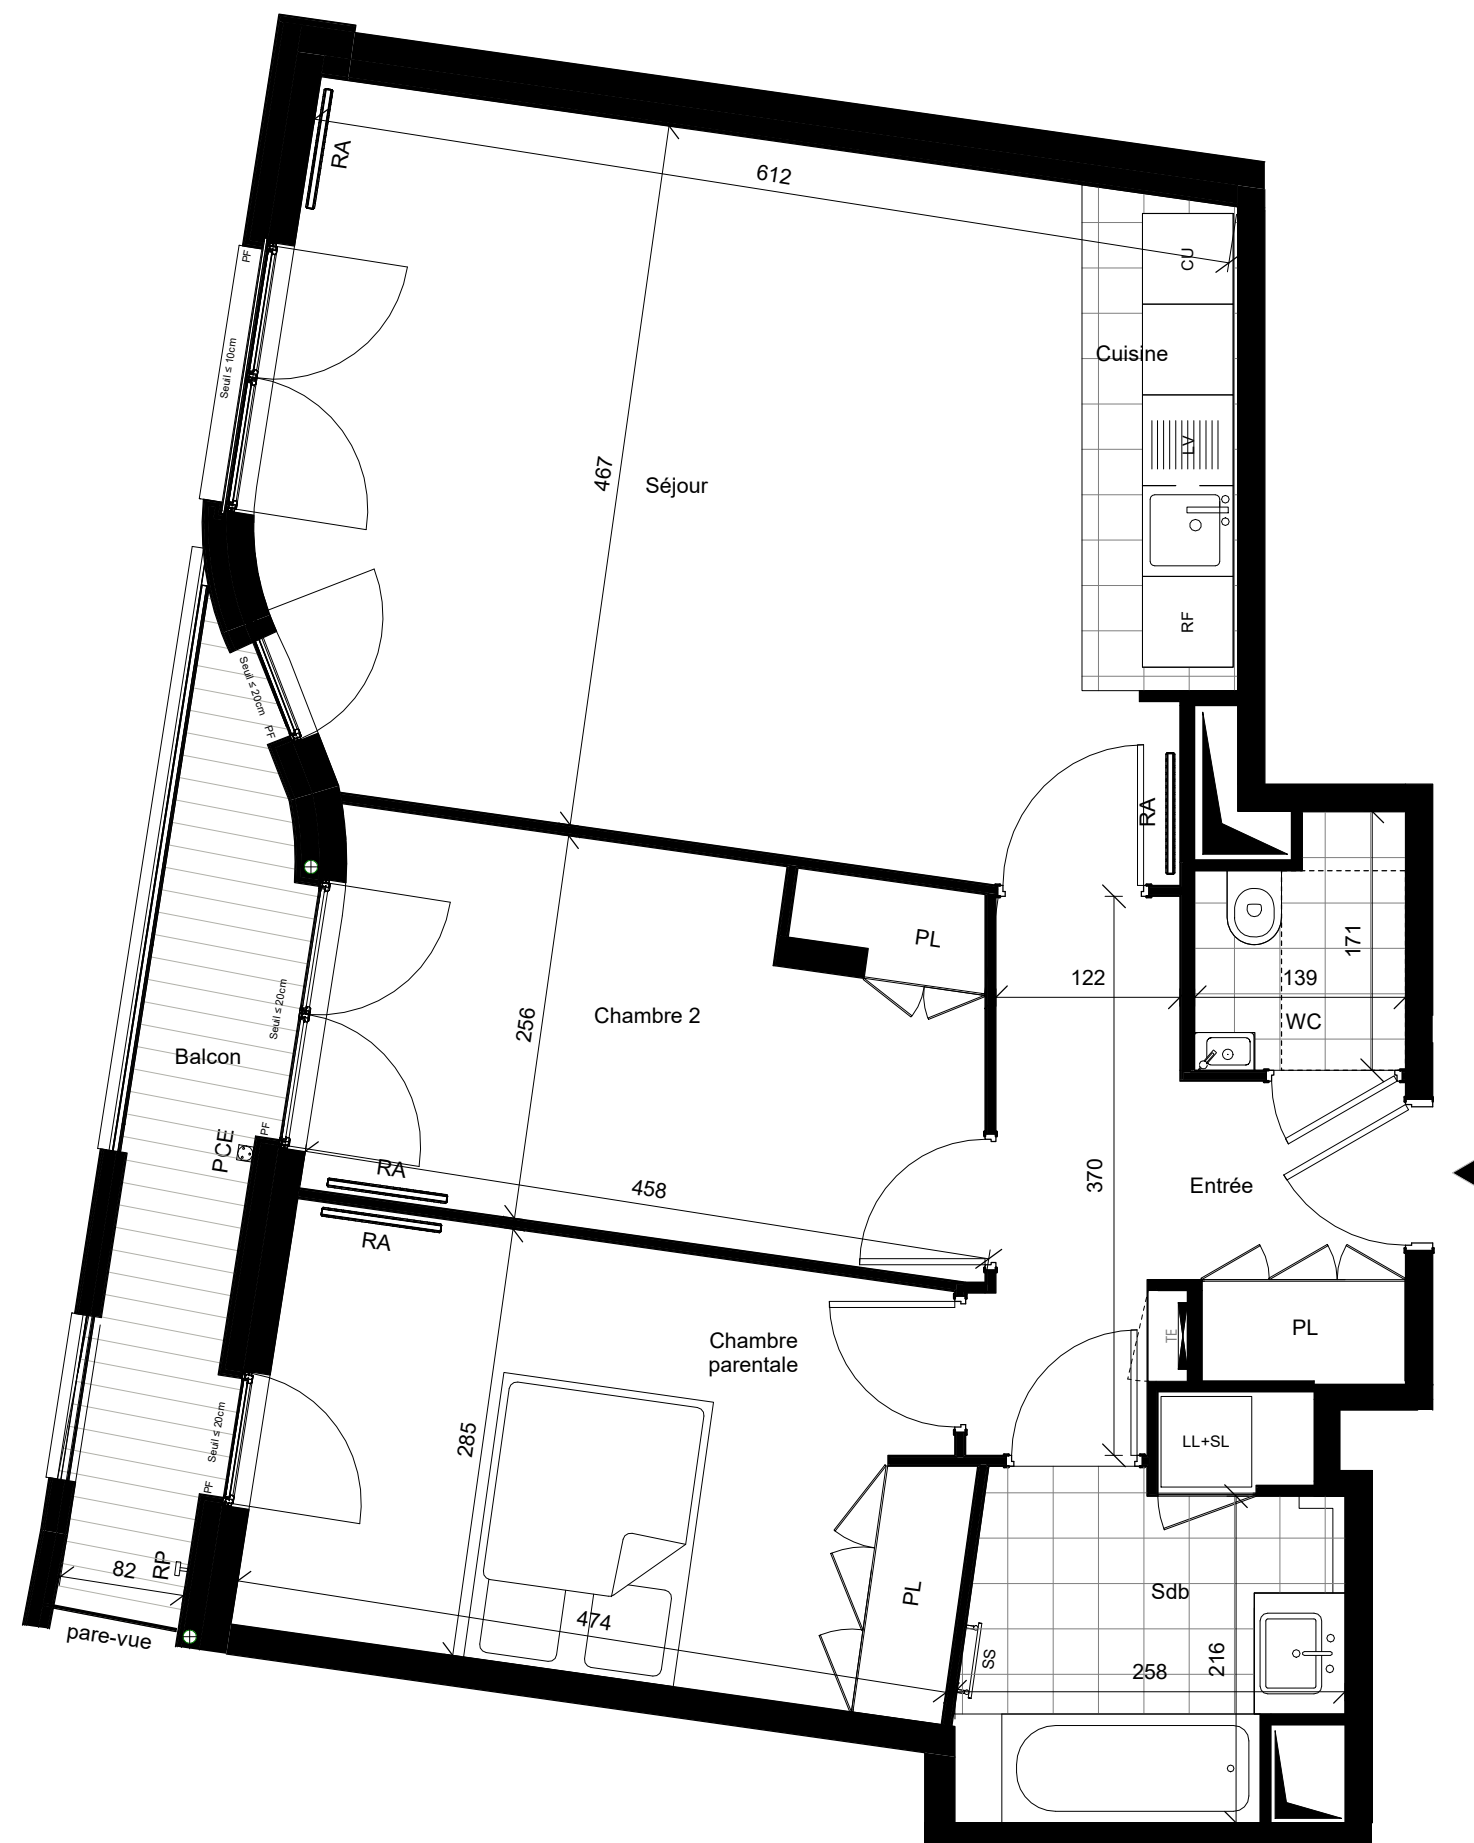 RA
612
PF
CU
Seuil ≤ 10cm
Cuisine
LV
467
Séjour
RF
Seuil ≤ 20cm
PF
RA
PL
171
122
139
Seuil ≤ 20cm
256
Chambre 2
WC
Balcon
PF
PCE
RA
458
370
Entrée
RA
Chambre
parentale
TE
PL
Seuil ≤ 20cm
285
LL+SL
PF
82
RP
474
PL
Sdb
pare-vue
SS
258
216